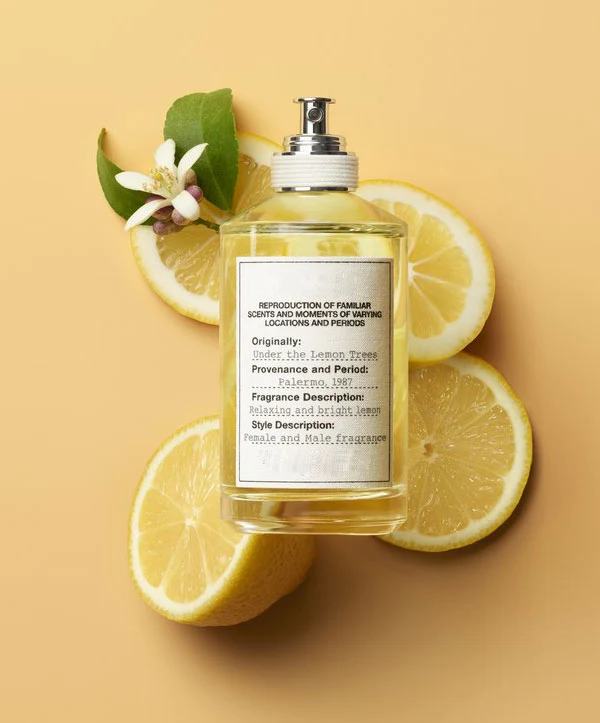 REPRODUCTION OF FAMILIAR
SCENTS AND MOMENTS OF VARYING
LOCATIONS AND PERIODS
Originally:
Under the Lemon Trees
Provenance and Period:
Palermo, 1987
Fragrance Description:
Relaxing and bright lemon
Style Description:
Female and Male fragrance